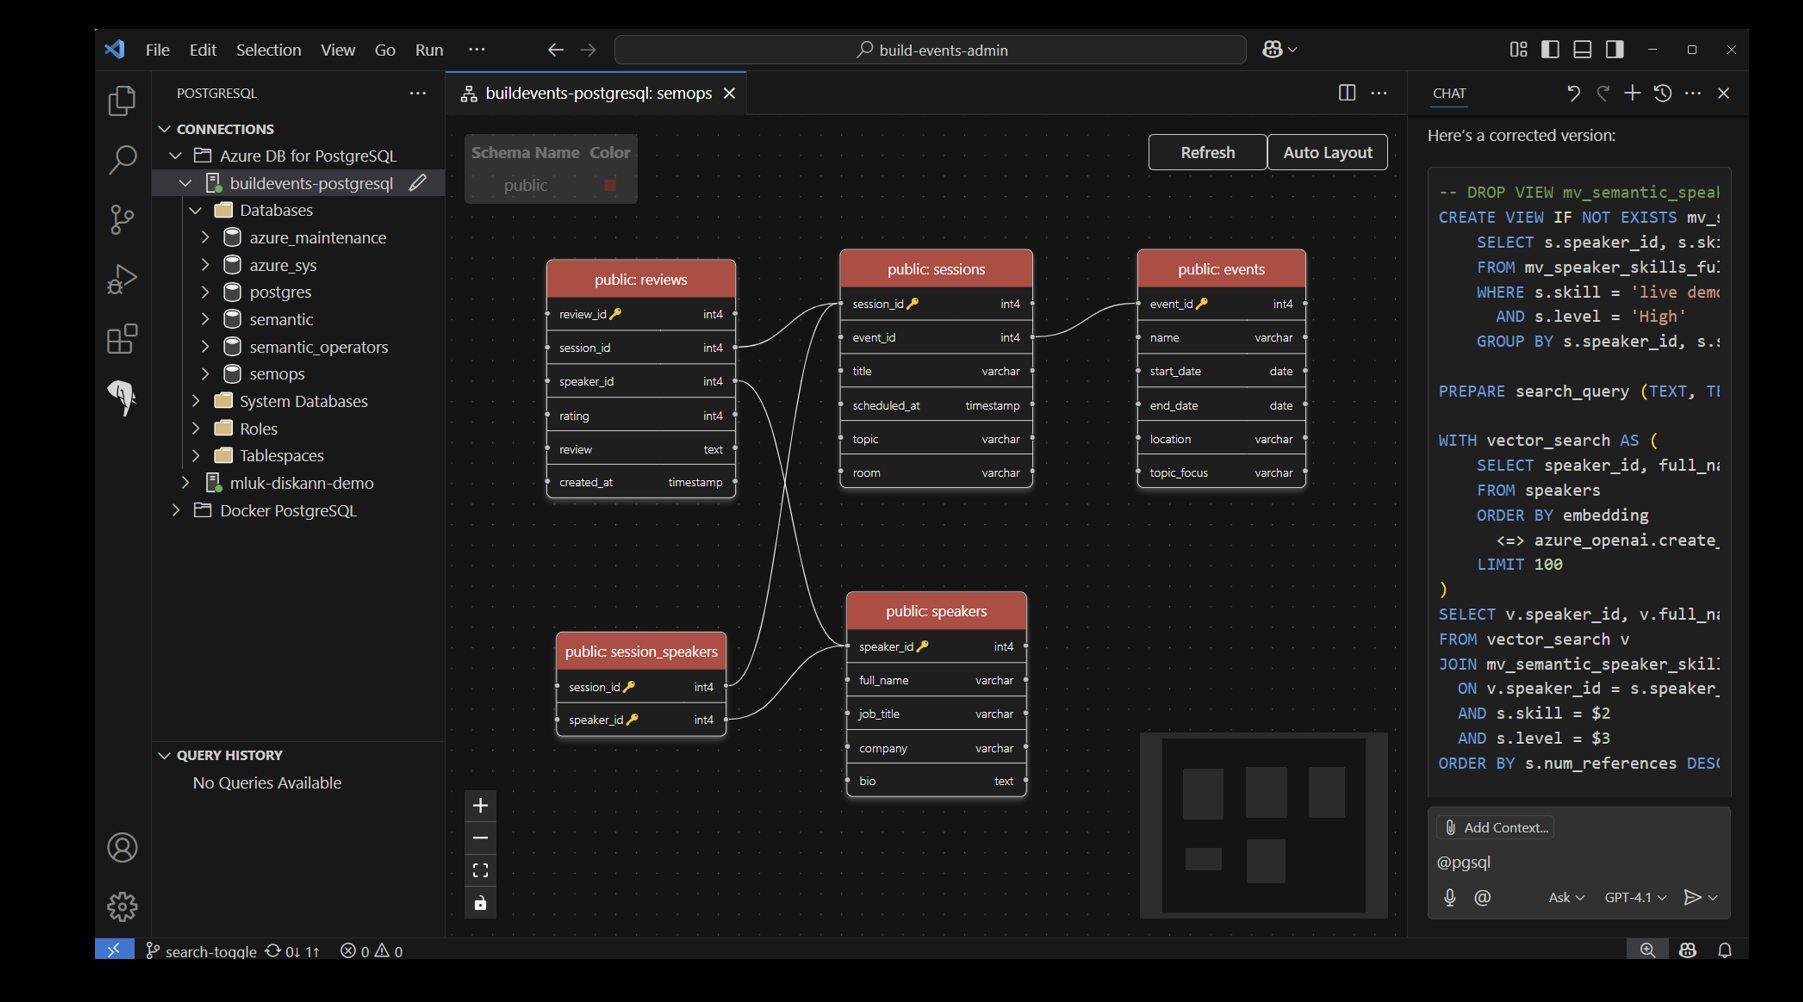 File Edit Selection View Go Run ···
build-events-admin
POSTGRESQL
CONNECTIONS
Azure DB for PostgreSQL
buildevents-postgresql
Databases
azure_maintenance
azure_sys
postgres
semantic
semantic_operators
semops
System Databases
Roles
Tablespaces
mluk-diskann-demo
Docker PostgreSQL
QUERY HISTORY
No Queries Available
buildevents-postgresql: semops
Schema Name Color
public
Refresh
Auto Layout
public: reviews
review_id int4
session_id int4
speaker_id int4
rating int4
review text
created_at timestamp
public: sessions
session_id int4
event_id int4
title varchar
scheduled_at timestamp
topic varchar
room varchar
public: events
event_id int4
name varchar
start_date date
end_date date
location varchar
topic_focus varchar
public: session_speakers
session_id int4
speaker_id int4
public: speakers
speaker_id int4
full_name varchar
job_title varchar
company varchar
bio text
CHAT
Here's a corrected version:
-- DROP VIEW mv_semantic_speak
CREATE VIEW IF NOT EXISTS mv_s
SELECT s.speaker_id, s.ski
FROM mv_speaker_skills_ful
WHERE s.skill = 'live demo
AND s.level = 'High'
GROUP BY s.speaker_id, s.s
PREPARE search_query (TEXT, TE
WITH vector_search AS (
SELECT speaker_id, full_na
FROM speakers
ORDER BY embedding
<=> azure_openai.create_
LIMIT 100
)
SELECT v.speaker_id, v.full_na
FROM vector_search v
JOIN mv_semantic_speaker_skill
ON v.speaker_id = s.speaker_
AND s.skill = $2
AND s.level = $3
ORDER BY s.num_references DESC
Add Context...
@pgsql
Ask GPT-4.1
search-toggle 0↓ 1↑ 0 0